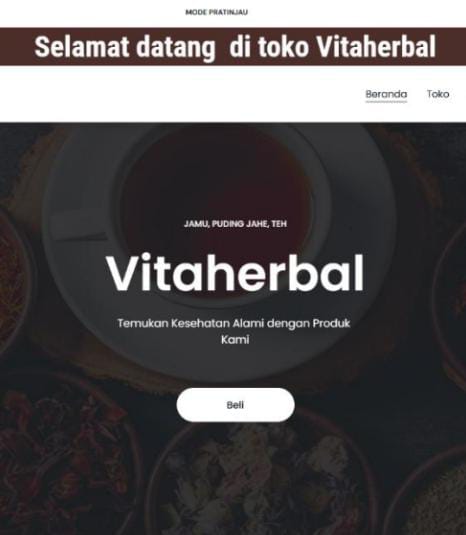 MODE PRATINJAU
Selamat datang di toko Vitaherbal
Beranda Toko
JAMU, PUDING JAHE, TEH
Vitaherbal
Temukan Kesehatan Alami dengan Produk
Kami
Beli